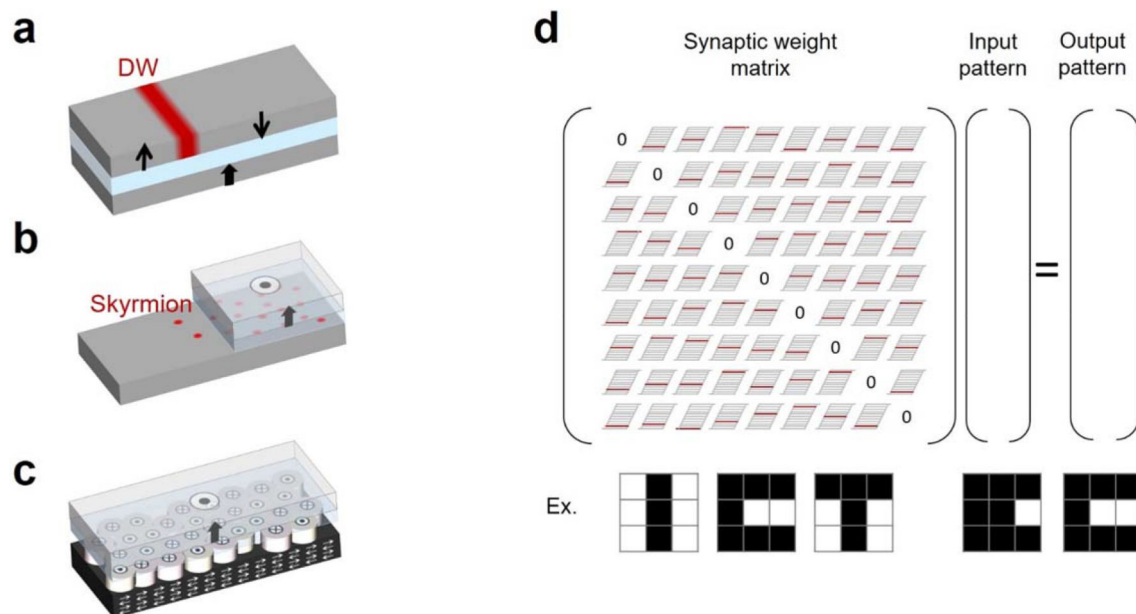 a
DW
b
Skyrmion
c
d
Synaptic weight
matrix
Input
pattern
Output
pattern
0
0
0
0
0
0
0
0
0
=
Ex.